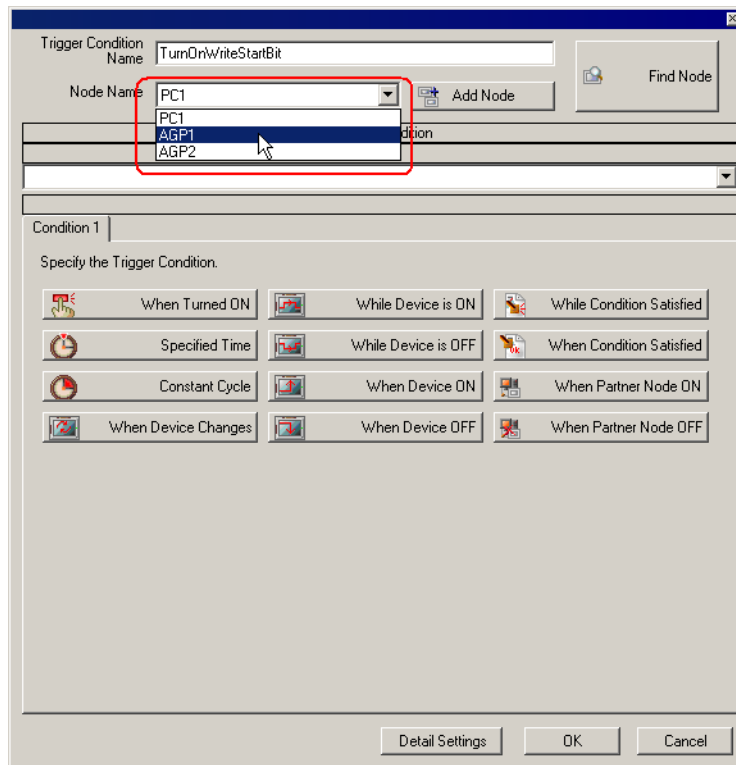 Trigger Condition
Name
TurnOnWriteStartBit
Find Node
Node Name
PC1
Add Node
PC1
AGP1
dition
AGP2
Condition 1
Specify the Trigger Condition.
When Turned ON
While Device is ON
While Condition Satisfied
Specified Time
While Device is OFF
When Condition Satisfied
Constant Cycle
When Device ON
When Partner Node ON
When Device Changes
When Device OFF
When Partner Node OFF
Detail Settings
OK
Cancel